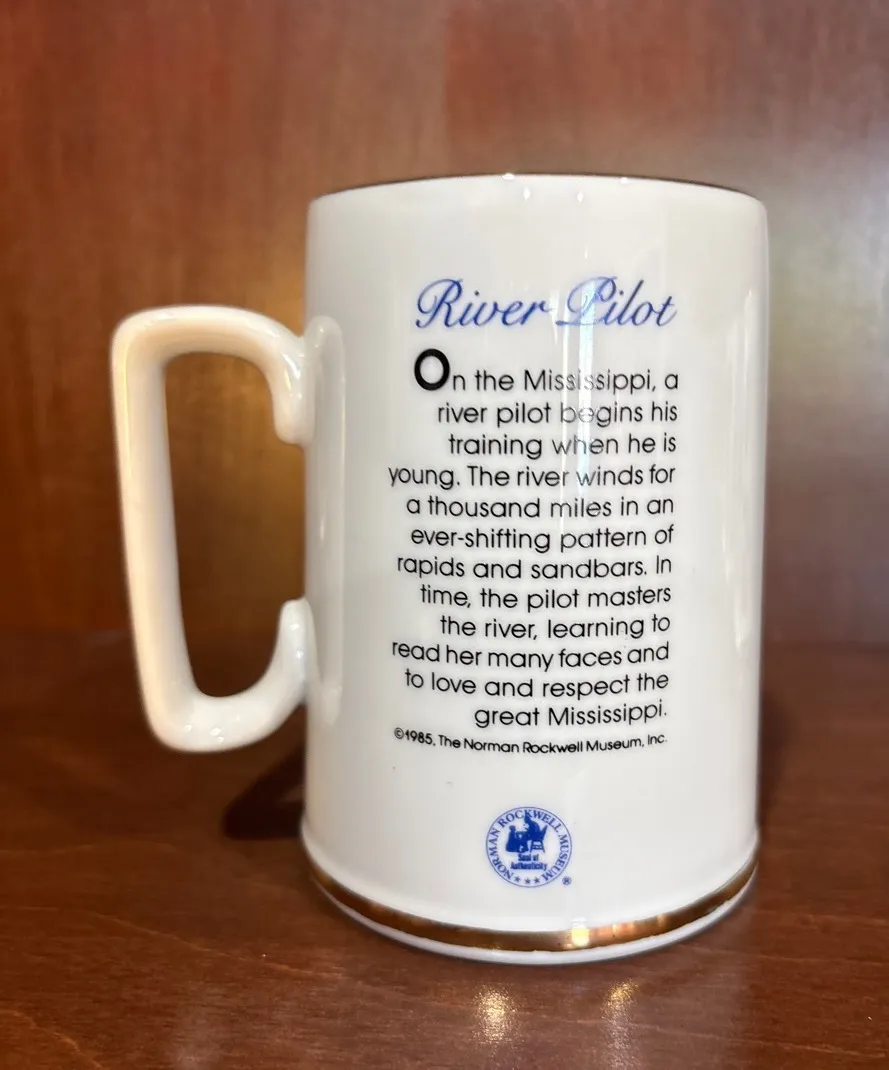 River Pilot
On the Mississippi, a
river pilot begins his
training when he is
young. The river winds for
a thousand miles in an
ever-shifting pattern of
rapids and sandbars. In
time, the pilot masters
the river, learning to
read her many faces and
to love and respect the
great Mississippi.
©1985, The Norman Rockwell Museum, Inc.
NORMAN ROCKWELL MUSEUM
Seal of
Authenticity
®